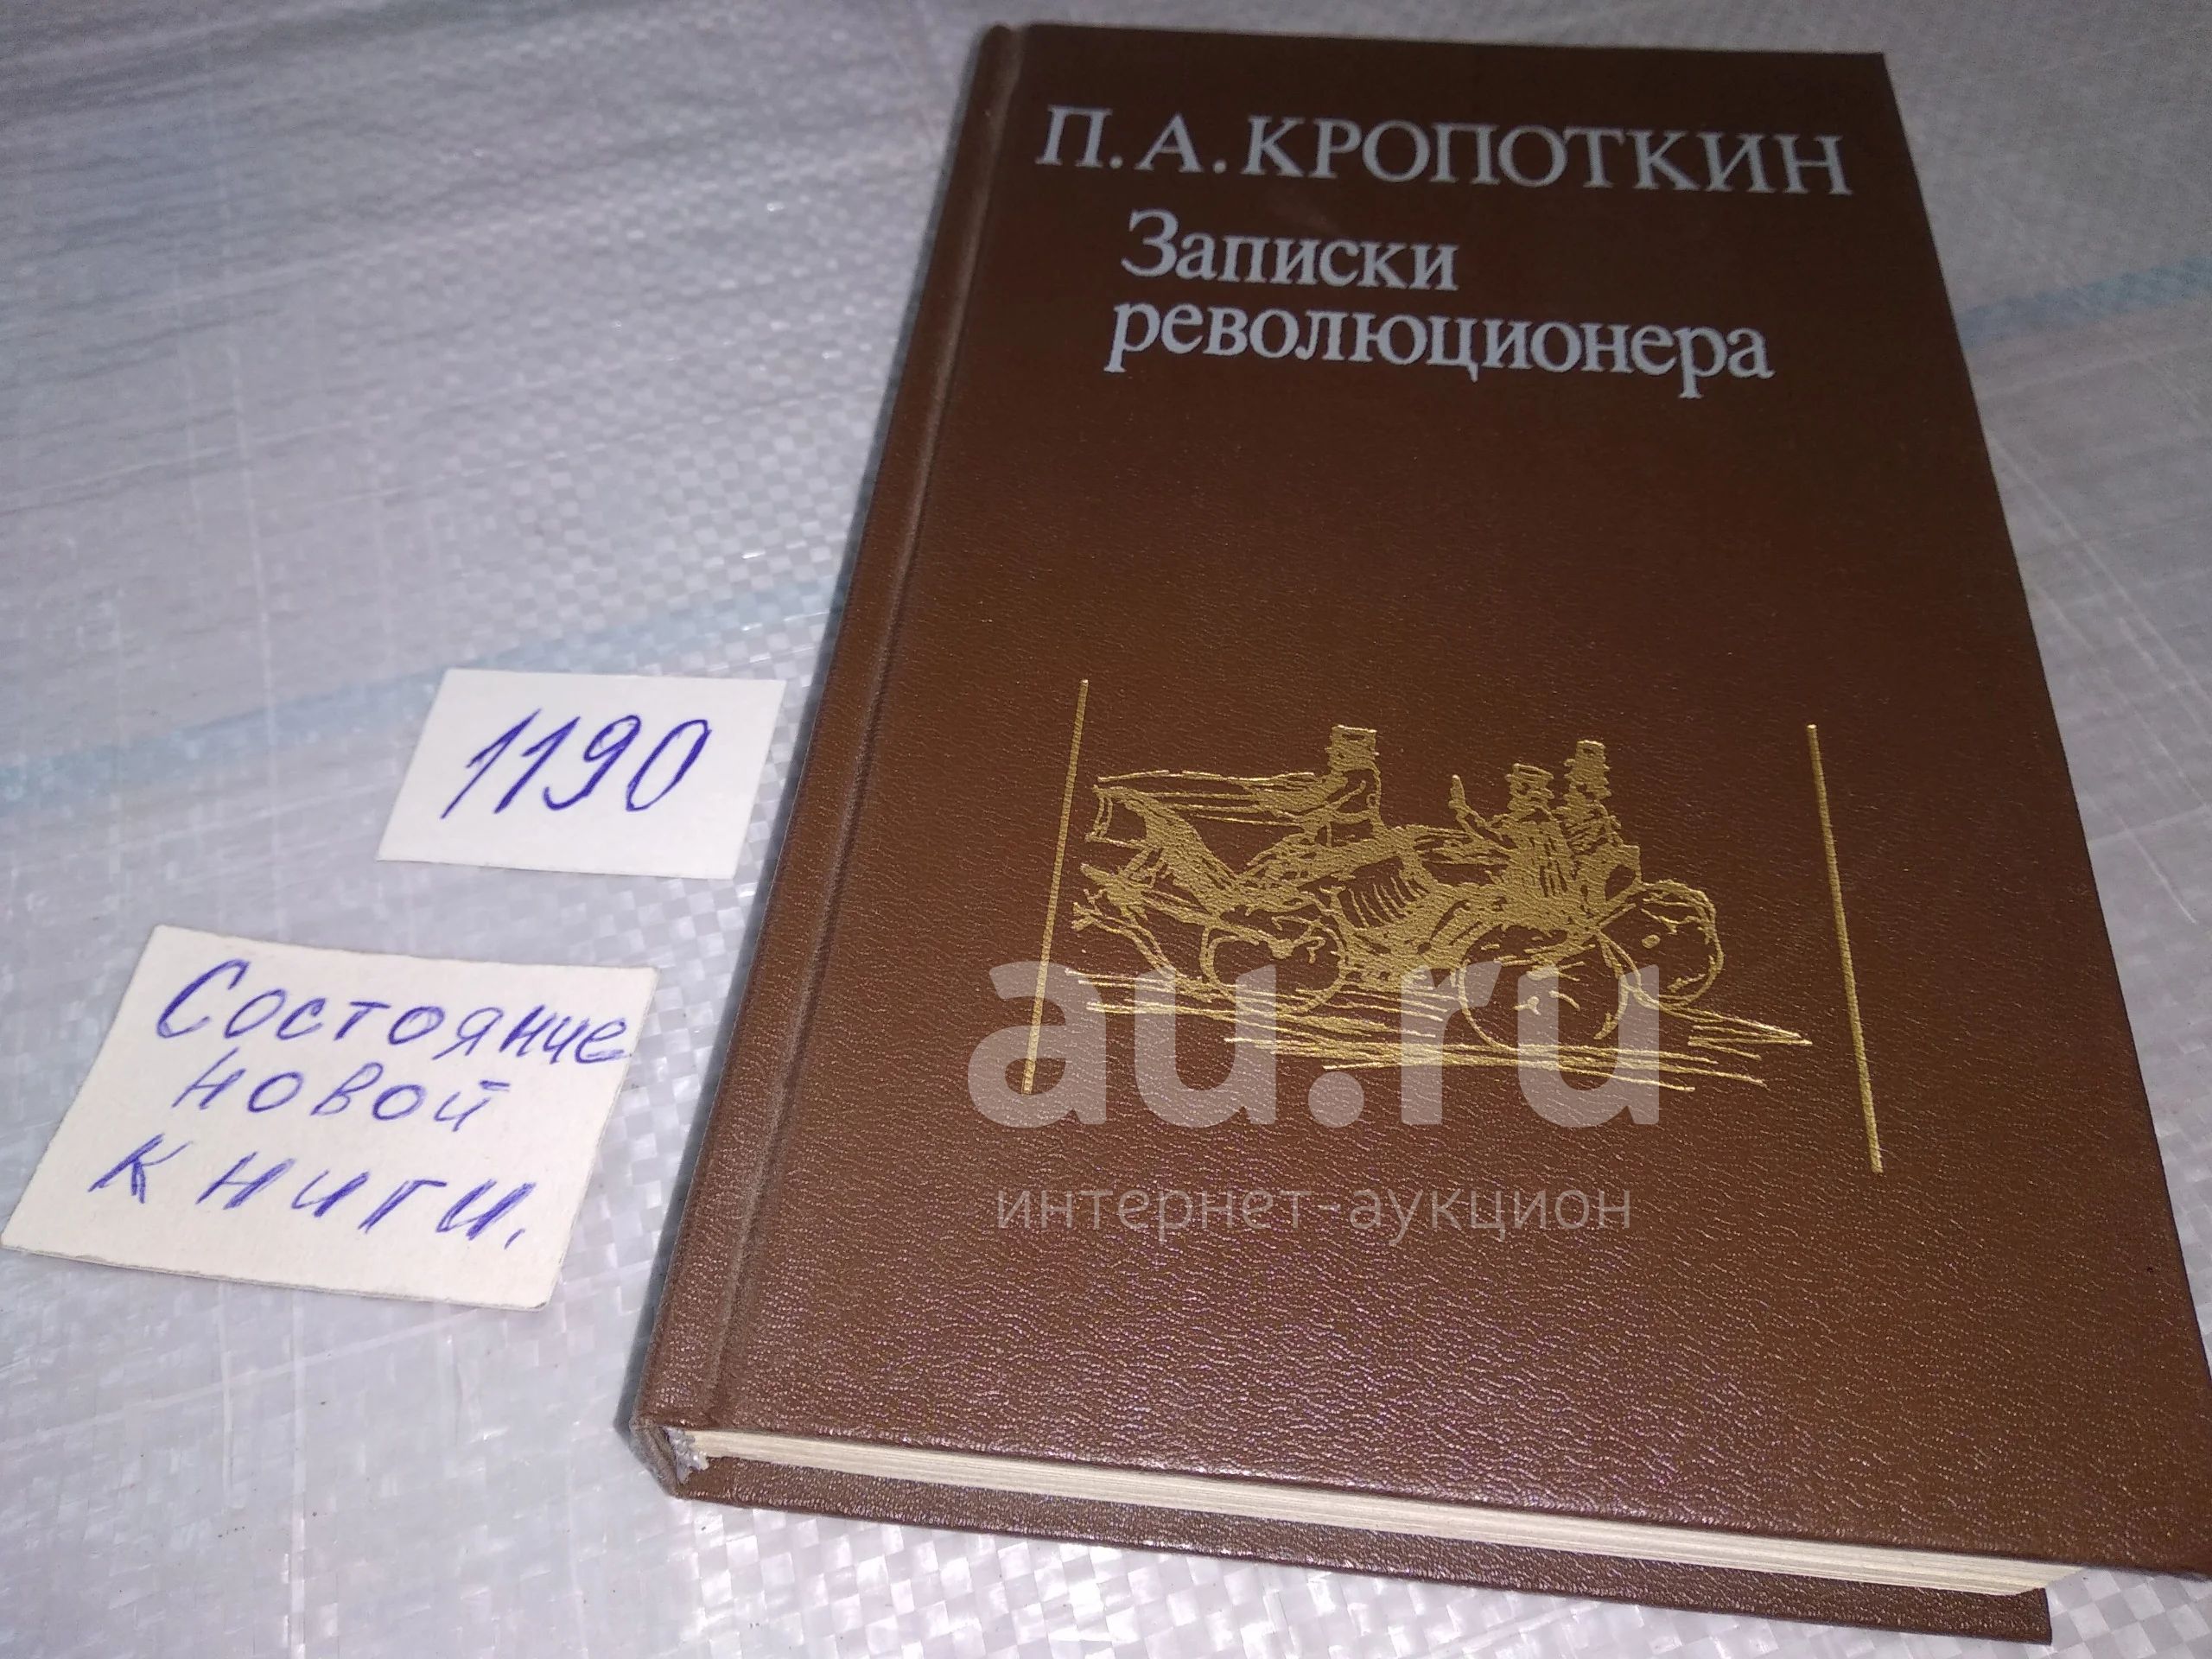 П. А. КРОПОТКИН
Записки
революционера
1190
Состояние
новой
книги.
au.ru
интернет-аукцион